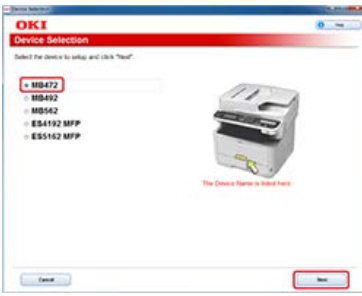 Device Selection
OKI
Device Selection
Select the device to setup and click "Next".
MB472
MB492
MB562
ES4192 MFP
ES5162 MFP
The Device Name is listed here.
Cancel
Next